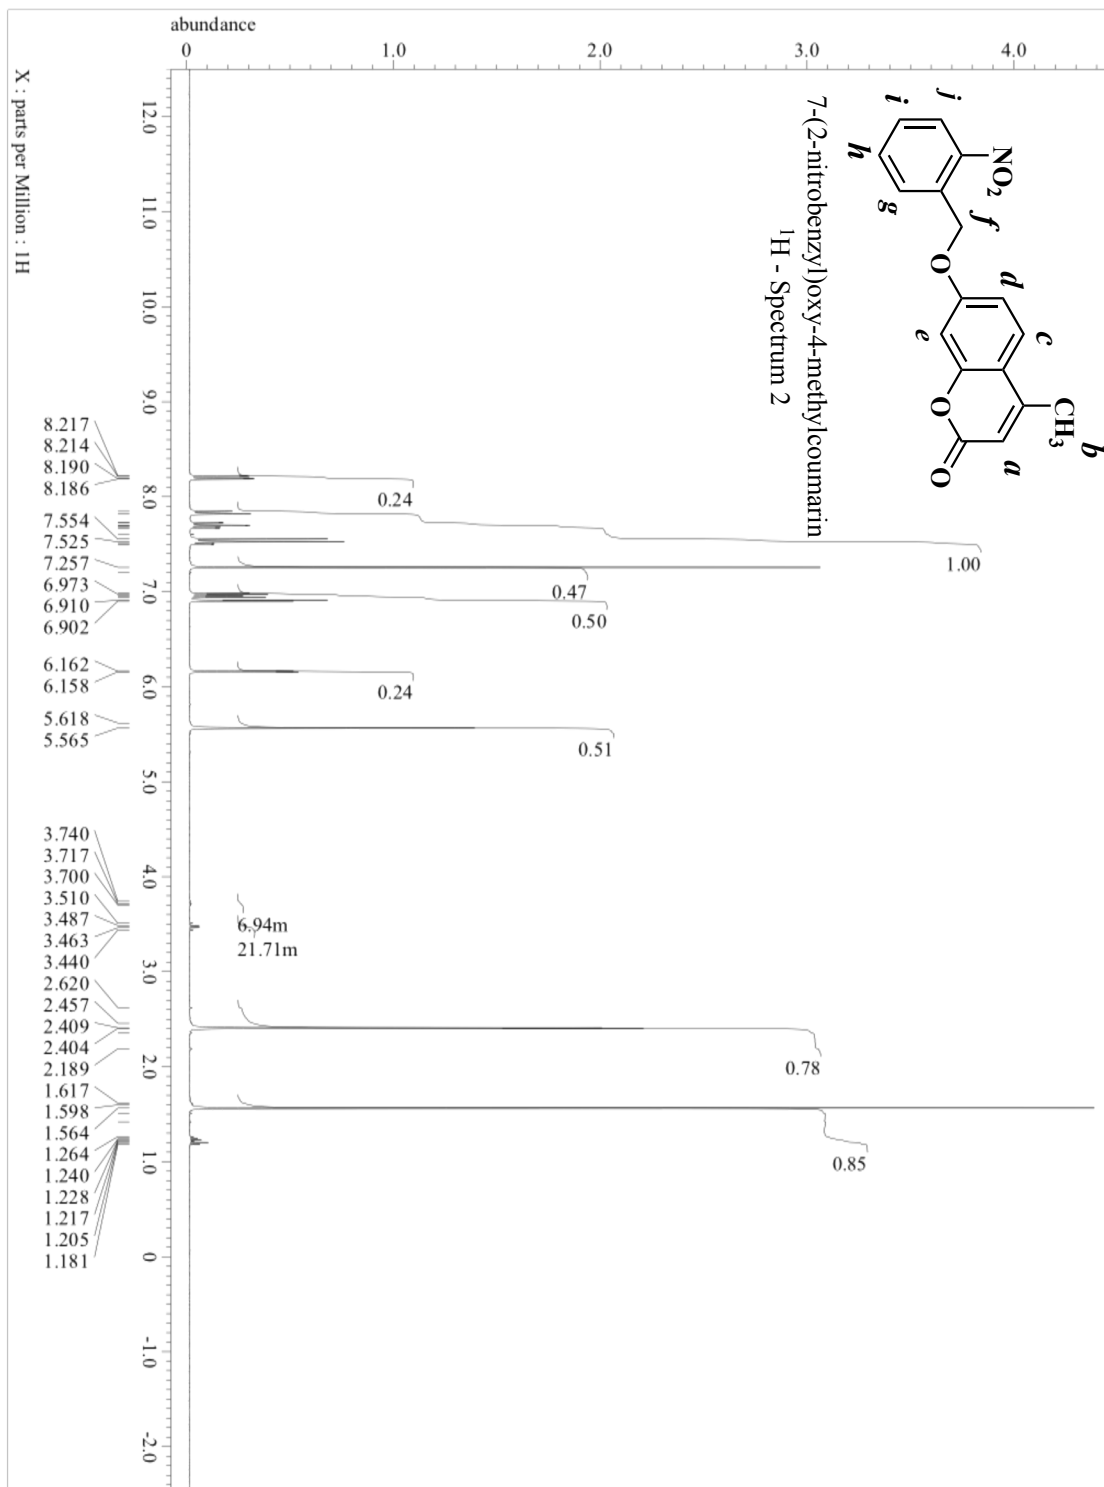 abundance
0 1.0 2.0 3.0 4.0
j
i
h
g
NO2
f
O
d
e
c
O
O
CH3
b
a
7-(2-nitrobenzyl)oxy-4-methylcoumarin
1H - Spectrum 2
X : parts per Million : 1H
12.0
11.0
10.0
9.0
8.0
7.0
6.0
5.0
4.0
3.0
2.0
1.0
0
-1.0
-2.0
8.217
8.214
8.190
8.186
7.554
7.525
7.257
6.973
6.910
6.902
6.162
6.158
5.618
5.565
3.740
3.717
3.700
3.510
3.487
3.463
3.440
2.620
2.457
2.409
2.404
2.189
1.617
1.598
1.564
1.264
1.240
1.228
1.217
1.205
1.181
0.24
1.00
0.47
0.50
0.24
0.51
6.94m
21.71m
0.78
0.85